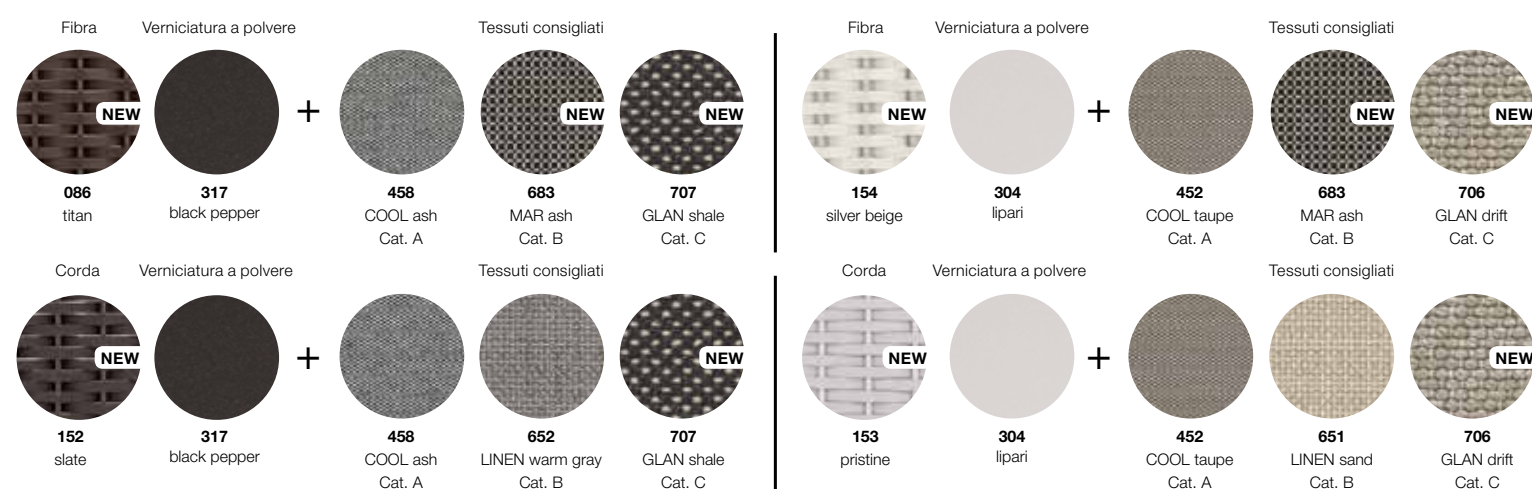 Fibra Verniciatura a polvere Tessuti consigliati
NEW + NEW NEW
086 317 458 683 707
titan black pepper COOL ash MAR ash GLAN shale
Cat. A Cat. B Cat. C
Fibra Verniciatura a polvere Tessuti consigliati
NEW + NEW NEW
154 304 452 683 706
silver beige lipari COOL taupe MAR ash GLAN drift
Cat. A Cat. B Cat. C
Corda Verniciatura a polvere Tessuti consigliati
NEW + NEW
152 317 458 652 707
slate black pepper COOL ash LINEN warm gray GLAN shale
Cat. A Cat. B Cat. C
Corda Verniciatura a polvere Tessuti consigliati
NEW + NEW
153 304 452 651 706
pristine lipari COOL taupe LINEN sand GLAN drift
Cat. A Cat. B Cat. C